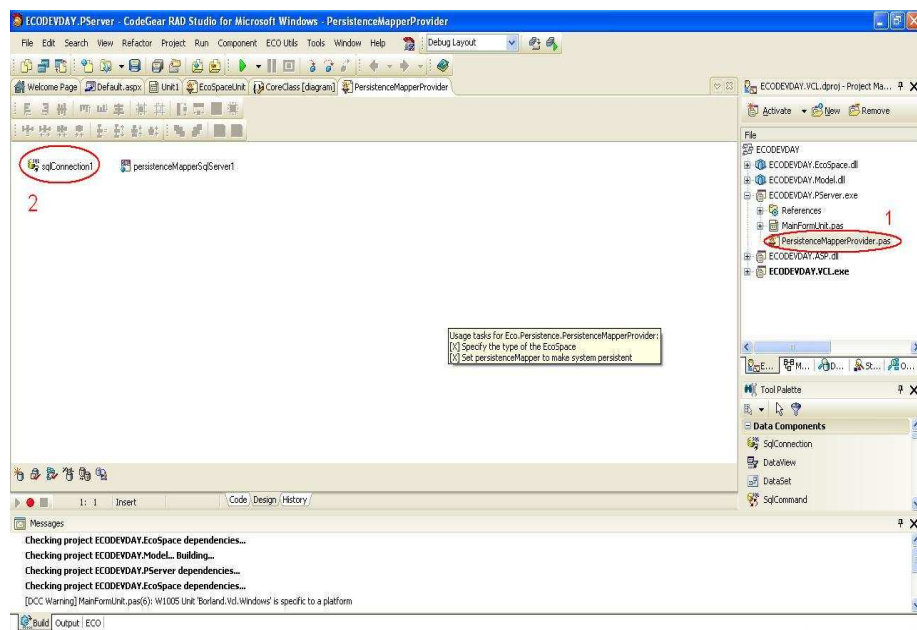 ECODEVDAY.PServer - CodeGear RAD Studio for Microsoft Windows - PersistenceMapperProvider
File Edit Search View Refactor Project Run Component ECO Utils Tools Window Help Debug Layout
Welcome Page Default.aspx Unit1 EcoSpaceUnit CoreClass [diagram] PersistenceMapperProvider
sqlConnection1 persistenceMapperSqlServer1
2
Usage tasks for Eco.Persistence.PersistenceMapperProvider:
[X] Specify the type of the EcoSpace
[X] Set persistenceMapper to make system persistent
1: 1 Insert Code Design History
ECODEVDAY.VCL.dproj - Project Ma...
Activate New Remove
File
ECODEVDAY
ECODEVDAY.EcoSpace.dll
ECODEVDAY.Model.dll
ECODEVDAY.PServer.exe
References
1
MainFormUnit.pas
PersistenceMapperProvider.pas
ECODEVDAY.ASP.dll
ECODEVDAY.VCL.exe
E... M... D... St... O...
Tool Palette
Data Components
SqlConnection
DataView
DataSet
SqlCommand
Messages
Checking project ECODEVDAY.EcoSpace dependencies...
Checking project ECODEVDAY.Model... Building...
Checking project ECODEVDAY.PServer dependencies...
Checking project ECODEVDAY.EcoSpace dependencies...
[DCC Warning] MainFormUnit.pas(6): W1005 Unit 'Borland.Vcl.Windows' is specific to a platform
Build Output ECO